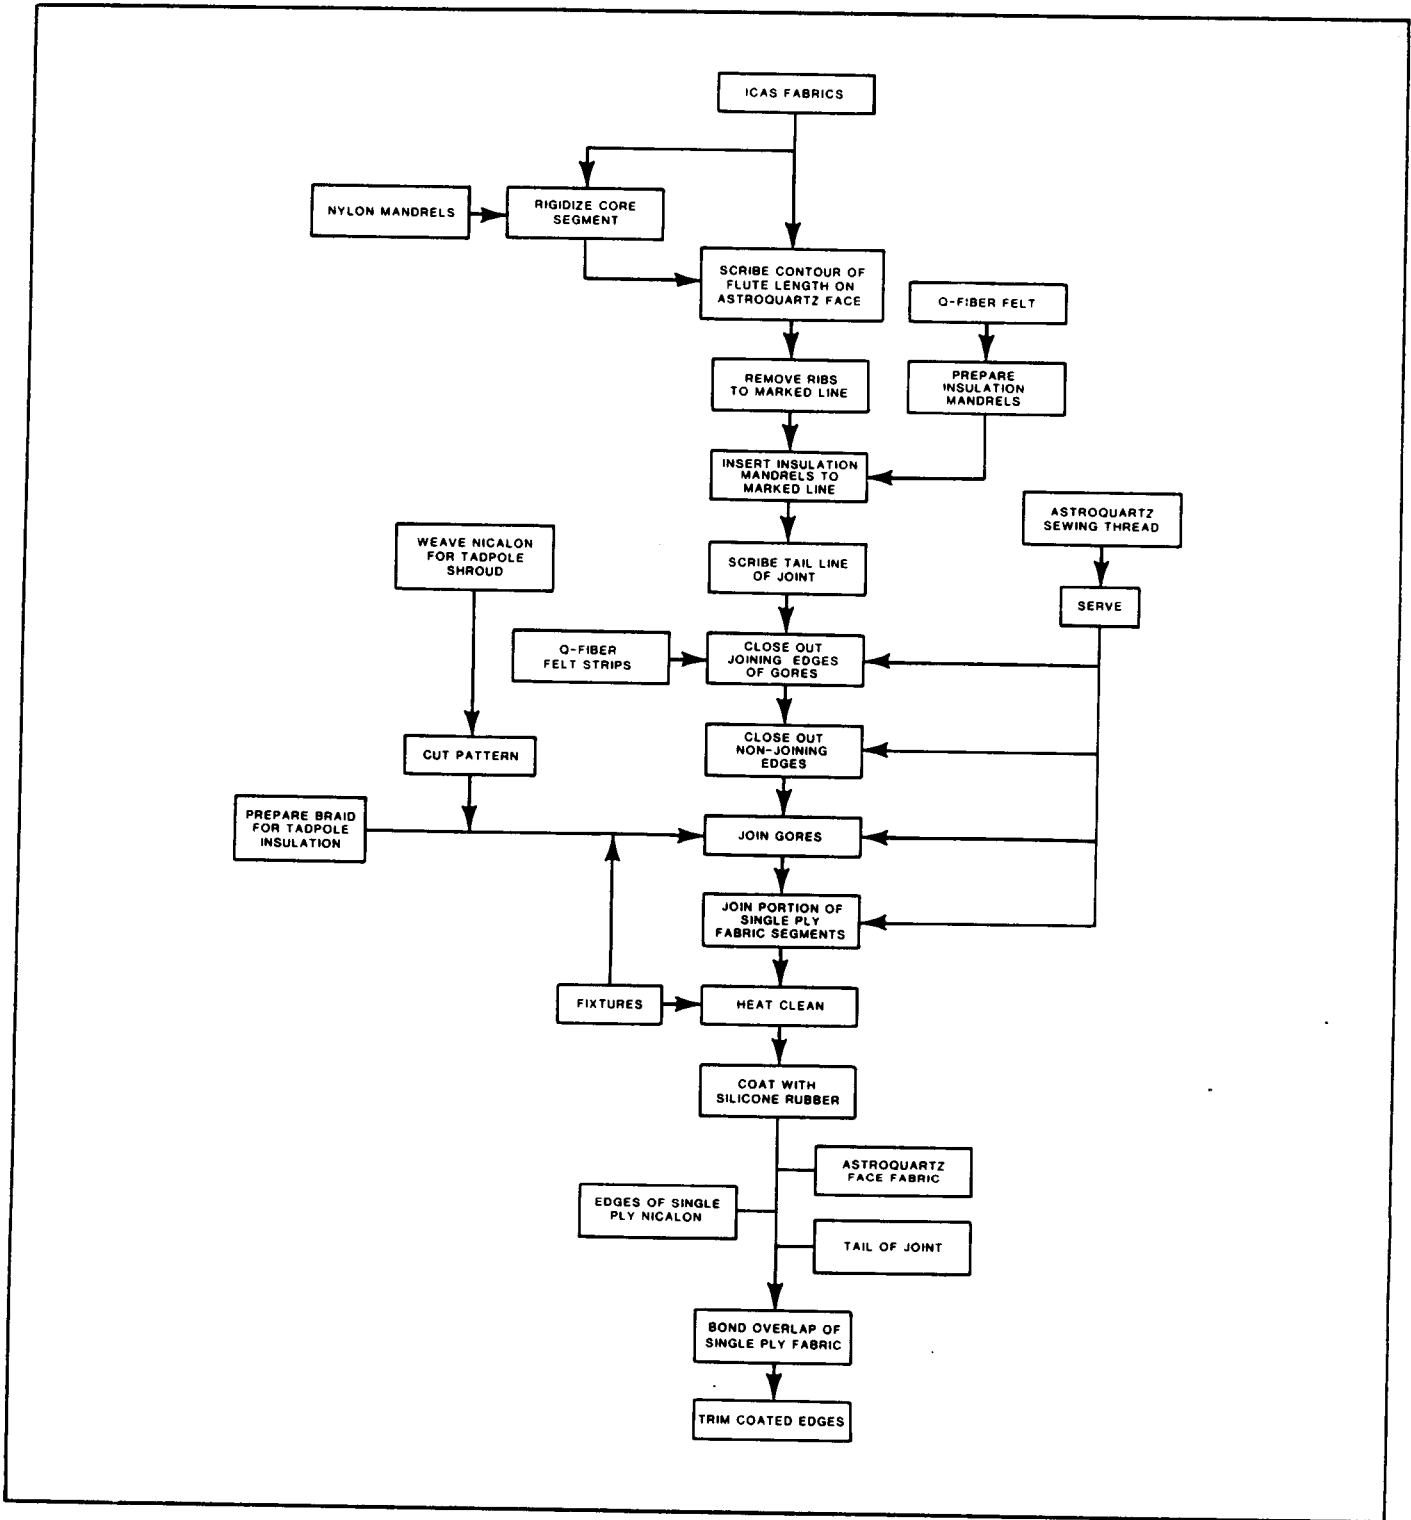 ICAS FABRICS
NYLON MANDRELS
RIGIDIZE CORE
SEGMENT
SCRIBE CONTOUR OF
FLUTE LENGTH ON
ASTROQUARTZ FACE
Q-FIBER FELT
REMOVE RIBS
TO MARKED LINE
PREPARE
INSULATION
MANDRELS
INSERT INSULATION
MANDRELS TO
MARKED LINE
ASTROQUARTZ
SEWING THREAD
WEAVE NICALON
FOR TADPOLE
SHROUD
SCRIBE TAIL LINE
OF JOINT
SERVE
Q-FIBER
FELT STRIPS
CLOSE OUT
JOINING EDGES
OF GORES
CUT PATTERN
CLOSE OUT
NON-JOINING
EDGES
PREPARE BRAID
FOR TADPOLE
INSULATION
JOIN GORES
JOIN PORTION OF
SINGLE PLY
FABRIC SEGMENTS
FIXTURES
HEAT CLEAN
COAT WITH
SILICONE RUBBER
ASTROQUARTZ
FACE FABRIC
EDGES OF SINGLE
PLY NICALON
TAIL OF JOINT
BOND OVERLAP OF
SINGLE PLY FABRIC
TRIM COATED EDGES